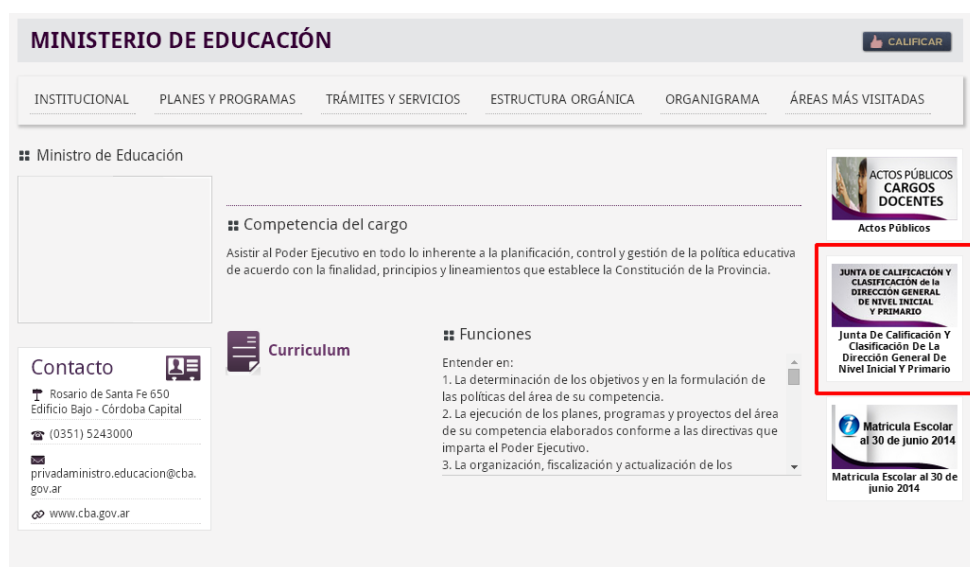 MINISTERIO DE EDUCACIÓN
CALIFICAR
INSTITUCIONAL
PLANES Y PROGRAMAS
TRÁMITES Y SERVICIOS
ESTRUCTURA ORGÁNICA
ORGANIGRAMA
ÁREAS MÁS VISITADAS
Ministro de Educación
Competencia del cargo
Asistir al Poder Ejecutivo en todo lo inherente a la planificación, control y gestión de la política educativa
de acuerdo con la finalidad, principios y lineamientos que establece la Constitución de la Provincia.
Curriculum
Funciones
Entender en:
1. La determinación de los objetivos y en la formulación de
las políticas del área de su competencia.
2. La ejecución de los planes, programas y proyectos del área
de su competencia elaborados conforme a las directivas que
imparta el Poder Ejecutivo.
3. La organización, fiscalización y actualización de los
Contacto
Rosario de Santa Fe 650
Edificio Bajo - Córdoba Capital
(0351) 5243000
privadaministro.educacion@cba.
gov.ar
www.cba.gov.ar
ACTOS PÚBLICOS
CARGOS
DOCENTES
Actos Públicos
JUNTA DE CALIFICACIÓN Y
CLASIFICACIÓN de la
DIRECCIÓN GENERAL
DE NIVEL INICIAL
Y PRIMARIO
Junta De Calificación Y
Clasificación De La
Dirección General De
Nivel Inicial Y Primario
i Matricula Escolar
al 30 de junio 2014
Matricula Escolar al 30 de
junio 2014